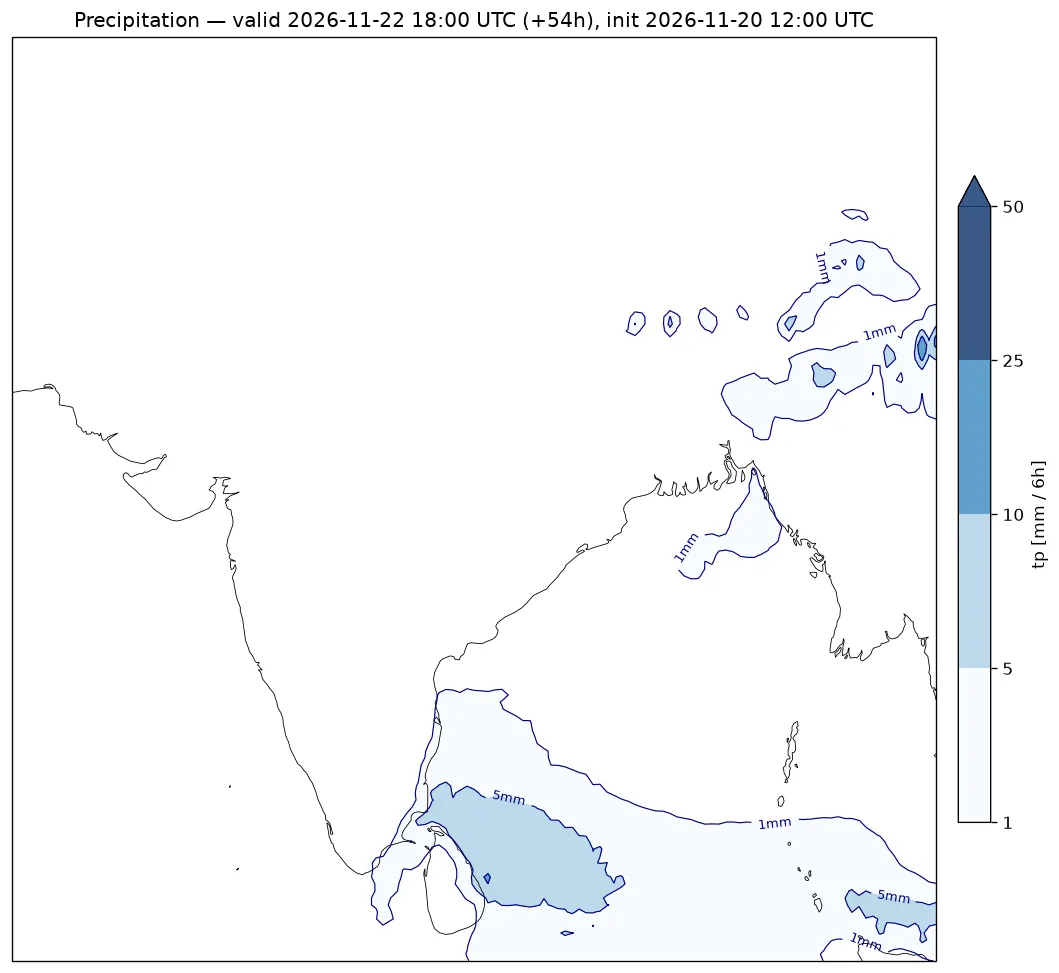 Precipitation — valid 2026-11-22 18:00 UTC (+54h), init 2026-11-20 12:00 UTC
50
1mm
1mm
25
10
tp [mm / 6h]
1mm
5
5mm
1mm
1
5mm
1mm